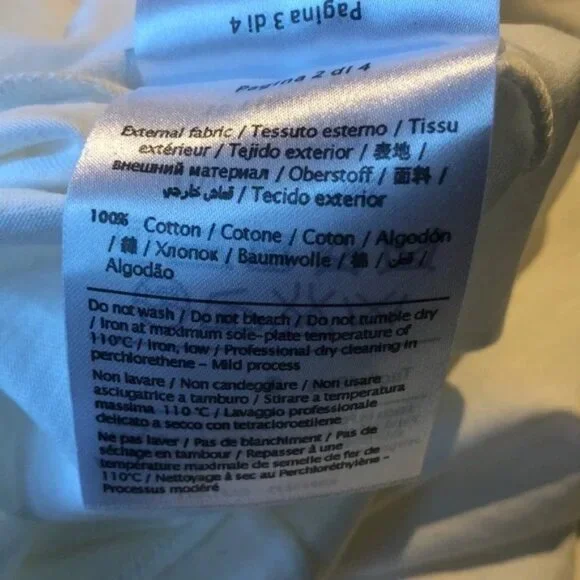 Pagina 3 di 4
Pagina 2 di 4
External fabric / Tessuto esterno / Tissu
extérieur / Tejido exterior / 表地 /
внешний материал / Oberstoff / 面料 /
قماش خارجي / Tecido exterior
100% Cotton / Cotone / Coton / Algodón
/ 綿 / Хлопок / Baumwolle / 棉 / قطن /
Algodão
Do not wash / Do not bleach / Do not tumble dry
/ Iron at maximum sole-plate temperature of
110°C / Iron, low / Professional dry cleaning in
perchlorethene - Mild process
Non lavare / Non candeggiare / Non usare
asciugatrice a tamburo / Stirare a temperatura
massima 110 °C / Lavaggio professionale
delicato a secco con tetracloroetilene
Ne pas laver / Pas de blanchiment / Pas de
séchage en tambour / Repasser à une
température maximale de semelle de fer de
110°C / Nettoyage à sec au Perchloréthylène -
Processus modéré